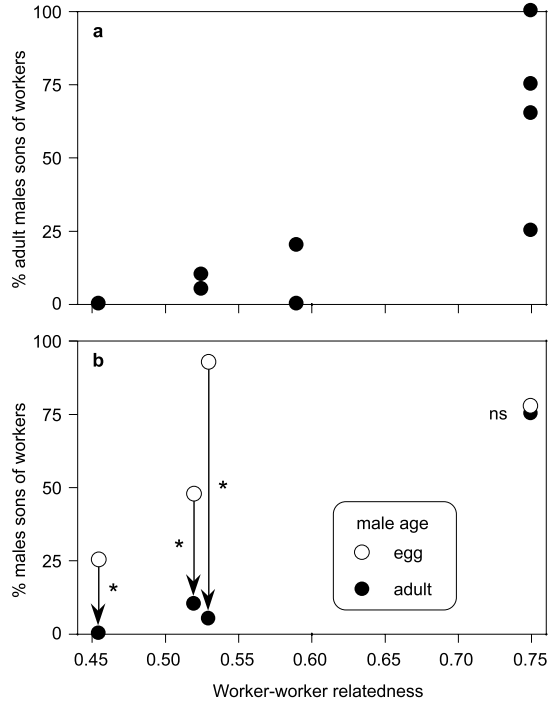 a
% adult males sons of workers
100
75
50
25
0
b
% males sons of workers
100
75
50
25
0
ns
*
*
*
male age
egg
adult
0.45 0.50 0.55 0.60 0.65 0.70 0.75
Worker-worker relatedness